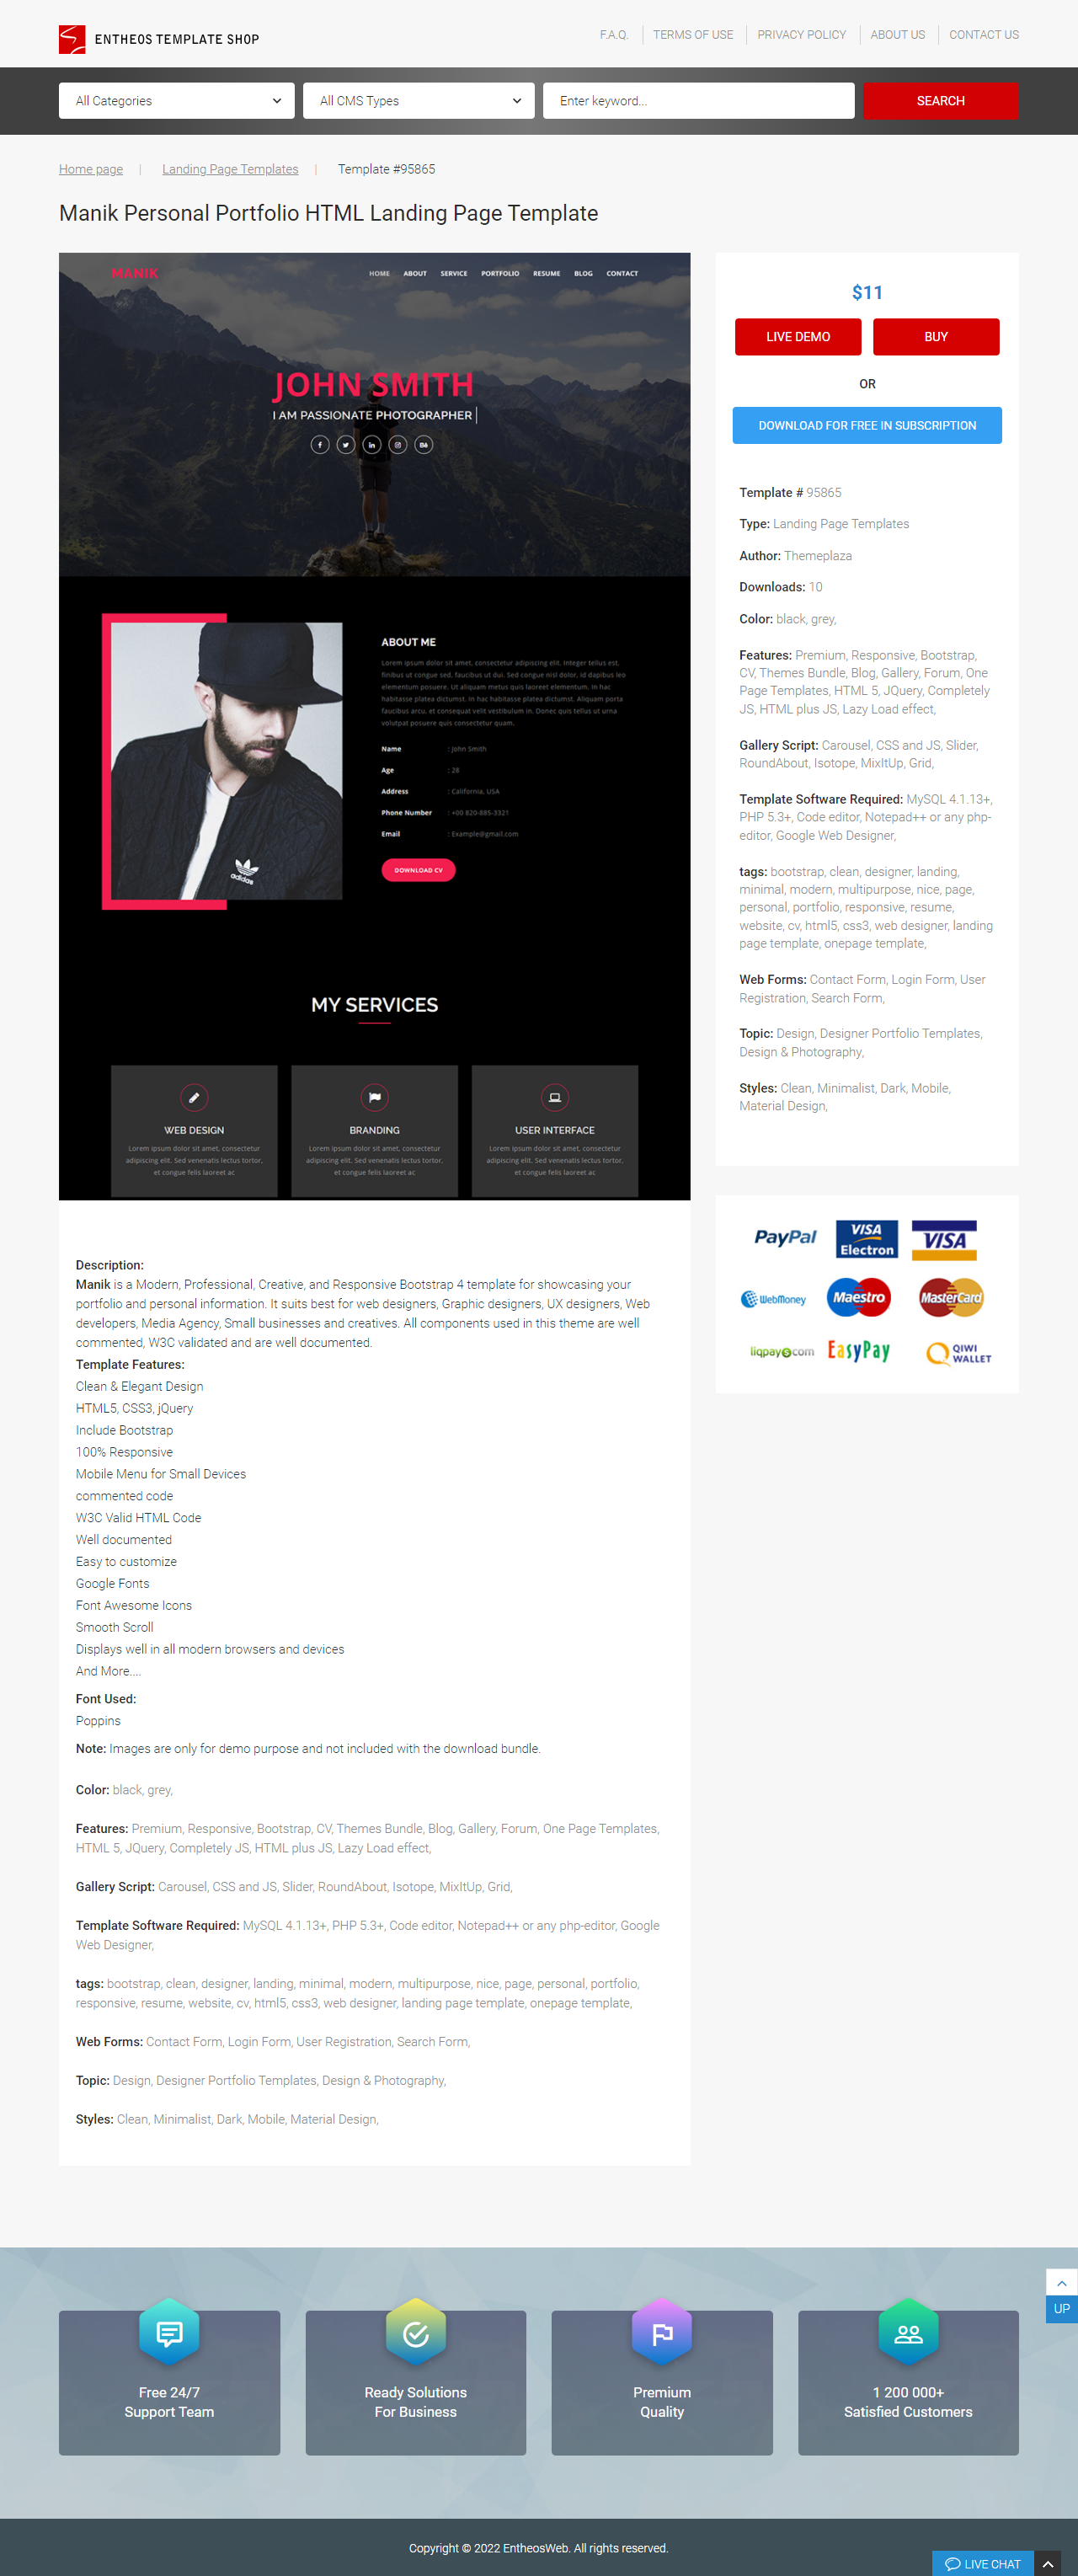 ENTHEOS TEMPLATE SHOP
F.A.Q.
TERMS OF USE
PRIVACY POLICY
ABOUT US
CONTACT US
All Categories
All CMS Types
Enter keyword...
SEARCH
Home page | Landing Page Templates | Template #95865
Manik Personal Portfolio HTML Landing Page Template
MANIK
HOME ABOUT SERVICE PORTFOLIO RESUME BLOG CONTACT
JOHN SMITH
I AM PASSIONATE PHOTOGRAPHER
ABOUT ME
Lorem ipsum dolor sit amet, consectetur adipiscing elit. Integer tellus est,
finibus ut congue sed, faucibus ut dui. Sed congue nisl dolor, id dapibus leo
elementum posuere. Ut aliquam metus quis laoreet elementum. In hac
habitasse platea dictumst. In hac habitasse platea dictumst. Aliquam porta
faucibus arcu, et consequat velit vestibulum in. Donec quis tellus ut urna
volutpat posuere quis consectetur quam.
Name : John Smith
Age : 28
Address : California, USA
Phone Number : +00 820-885-3321
Email : Example@gmail.com
DOWNLOAD CV
adidas
MY SERVICES
WEB DESIGN
Lorem ipsum dolor sit amet, consectetur
adipiscing elit. Sed venenatis lectus tortor,
et congue felis laoreet ac
BRANDING
Lorem ipsum dolor sit amet, consectetur
adipiscing elit. Sed venenatis lectus tortor,
et congue felis laoreet ac
USER INTERFACE
Lorem ipsum dolor sit amet, consectetur
adipiscing elit. Sed venenatis lectus tortor,
et congue felis laoreet ac
$11
LIVE DEMO
BUY
OR
DOWNLOAD FOR FREE IN SUBSCRIPTION
Template # 95865
Type: Landing Page Templates
Author: Themeplaza
Downloads: 10
Color: black, grey,
Features: Premium, Responsive, Bootstrap,
CV, Themes Bundle, Blog, Gallery, Forum, One
Page Templates, HTML 5, JQuery, Completely
JS, HTML plus JS, Lazy Load effect,
Gallery Script: Carousel, CSS and JS, Slider,
RoundAbout, Isotope, MixItUp, Grid,
Template Software Required: MySQL 4.1.13+,
PHP 5.3+, Code editor, Notepad++ or any php-
editor, Google Web Designer,
tags: bootstrap, clean, designer, landing,
minimal, modern, multipurpose, nice, page,
personal, portfolio, responsive, resume,
website, cv, html5, css3, web designer, landing
page template, onepage template,
Web Forms: Contact Form, Login Form, User
Registration, Search Form,
Topic: Design, Designer Portfolio Templates,
Design & Photography,
Styles: Clean, Minimalist, Dark, Mobile,
Material Design,
PayPal
VISA Electron
VISA
WebMoney
Maestro
MasterCard
liqpay$com
EasyPay
QIWI WALLET
Description:
Manik is a Modern, Professional, Creative, and Responsive Bootstrap 4 template for showcasing your
portfolio and personal information. It suits best for web designers, Graphic designers, UX designers, Web
developers, Media Agency, Small businesses and creatives. All components used in this theme are well
commented, W3C validated and are well documented.
Template Features:
Clean & Elegant Design
HTML5, CSS3, jQuery
Include Bootstrap
100% Responsive
Mobile Menu for Small Devices
commented code
W3C Valid HTML Code
Well documented
Easy to customize
Google Fonts
Font Awesome Icons
Smooth Scroll
Displays well in all modern browsers and devices
And More....
Font Used:
Poppins
Note: Images are only for demo purpose and not included with the download bundle.
Color: black, grey,
Features: Premium, Responsive, Bootstrap, CV, Themes Bundle, Blog, Gallery, Forum, One Page Templates,
HTML 5, JQuery, Completely JS, HTML plus JS, Lazy Load effect,
Gallery Script: Carousel, CSS and JS, Slider, RoundAbout, Isotope, MixItUp, Grid,
Template Software Required: MySQL 4.1.13+, PHP 5.3+, Code editor, Notepad++ or any php-editor, Google
Web Designer,
tags: bootstrap, clean, designer, landing, minimal, modern, multipurpose, nice, page, personal, portfolio,
responsive, resume, website, cv, html5, css3, web designer, landing page template, onepage template,
Web Forms: Contact Form, Login Form, User Registration, Search Form,
Topic: Design, Designer Portfolio Templates, Design & Photography,
Styles: Clean, Minimalist, Dark, Mobile, Material Design,
UP
Free 24/7
Support Team
Ready Solutions
For Business
Premium
Quality
1 200 000+
Satisfied Customers
Copyright © 2022 EntheosWeb. All rights reserved.
LIVE CHAT